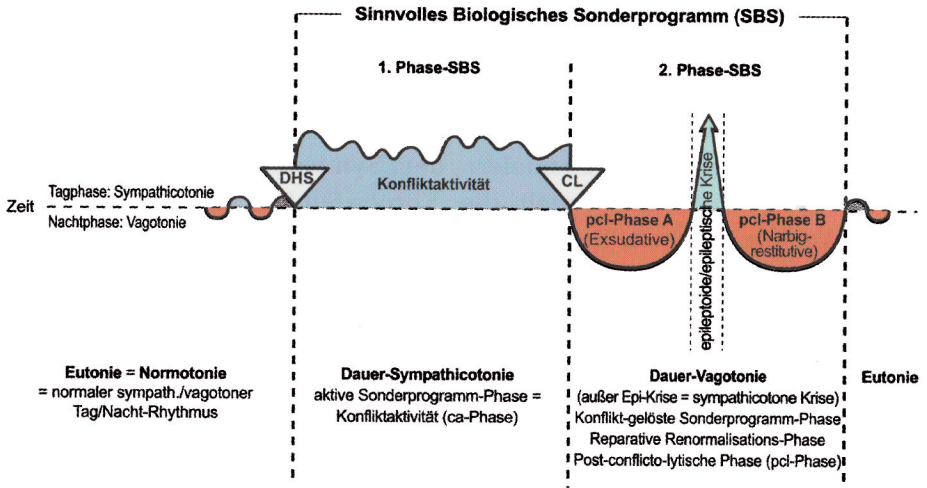 Sinnvolles Biologisches Sonderprogramm (SBS)
1. Phase-SBS
2. Phase-SBS
DHS
Konfliktaktivität
CL
epileptoide/epileptische Krise
Zeit
Tagphase: Sympathicotonie
Nachtphase: Vagotonie
pcl-Phase A
(Exsudative)
pcl-Phase B
(Narbig-
restitutive)
Eutonie = Normotonie
= normaler sympath./vagotoner
Tag/Nacht-Rhythmus
Dauer-Sympathicotonie
aktive Sonderprogramm-Phase =
Konfliktaktivität (ca-Phase)
Dauer-Vagotonie
(außer Epi-Krise = sympathicotone Krise)
Konflikt-gelöste Sonderprogramm-Phase
Reparative Renormalisations-Phase
Post-conflicto-lytische Phase (pcl-Phase)
Eutonie